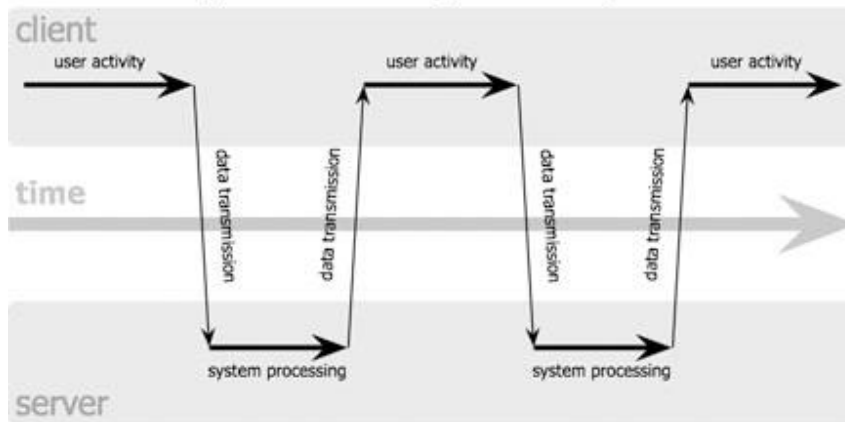 client
user activity
user activity
user activity
data transmission
data transmission
data transmission
data transmission
time
system processing
system processing
server